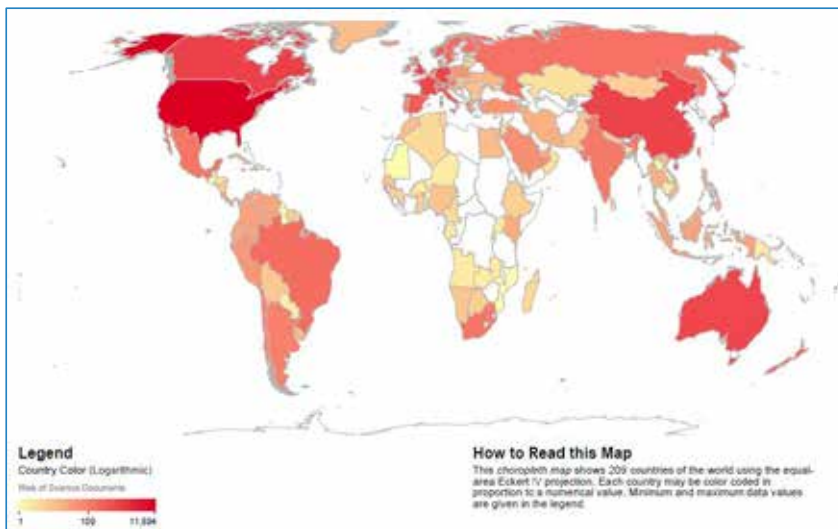 Legend
Country Color (Logarithmic)
Web of Science Documents
1 109 11,894
How to Read this Map
This choropleth map shows 209 countries of the world using the equal-
area Eckert IV projection. Each country may be color coded in
proportion to a numerical value. Minimum and maximum data values
are given in the legend.